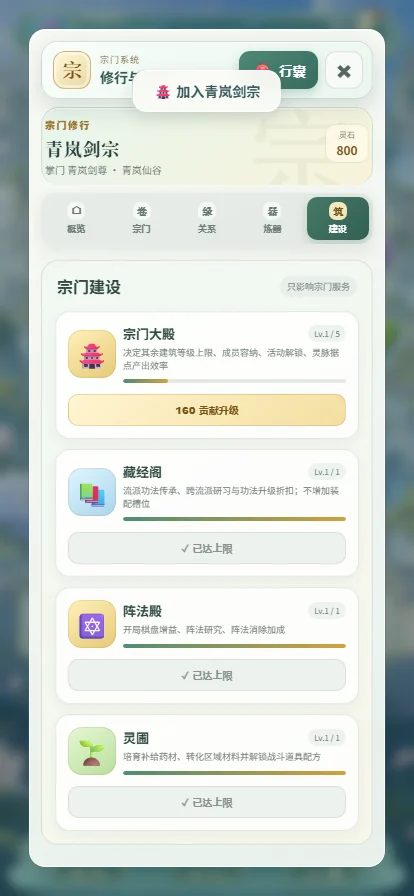 宗
宗门系统
修行与
行囊
加入青岚剑宗
宗门修行
青岚剑宗
掌门 青岚剑尊 · 青岚仙谷
宗
灵石
800
概览
卷
宗门
缘
关系
器
炼器
筑
建设
宗门建设
只影响宗门服务
宗门大殿
Lv.1 / 5
决定其余建筑等级上限、成员容纳、活动解锁、灵脉据
点产出效率
160 贡献升级
藏经阁
Lv.1 / 1
流派功法传承、跨流派研习与功法升级折扣；不增加装
配槽位
✓ 已达上限
阵法殿
Lv.1 / 1
开局棋盘增益、阵法研究、阵法消除加成
✓ 已达上限
灵圃
Lv.1 / 1
培育补给药材、转化区域材料并解锁战斗道具配方
✓ 已达上限